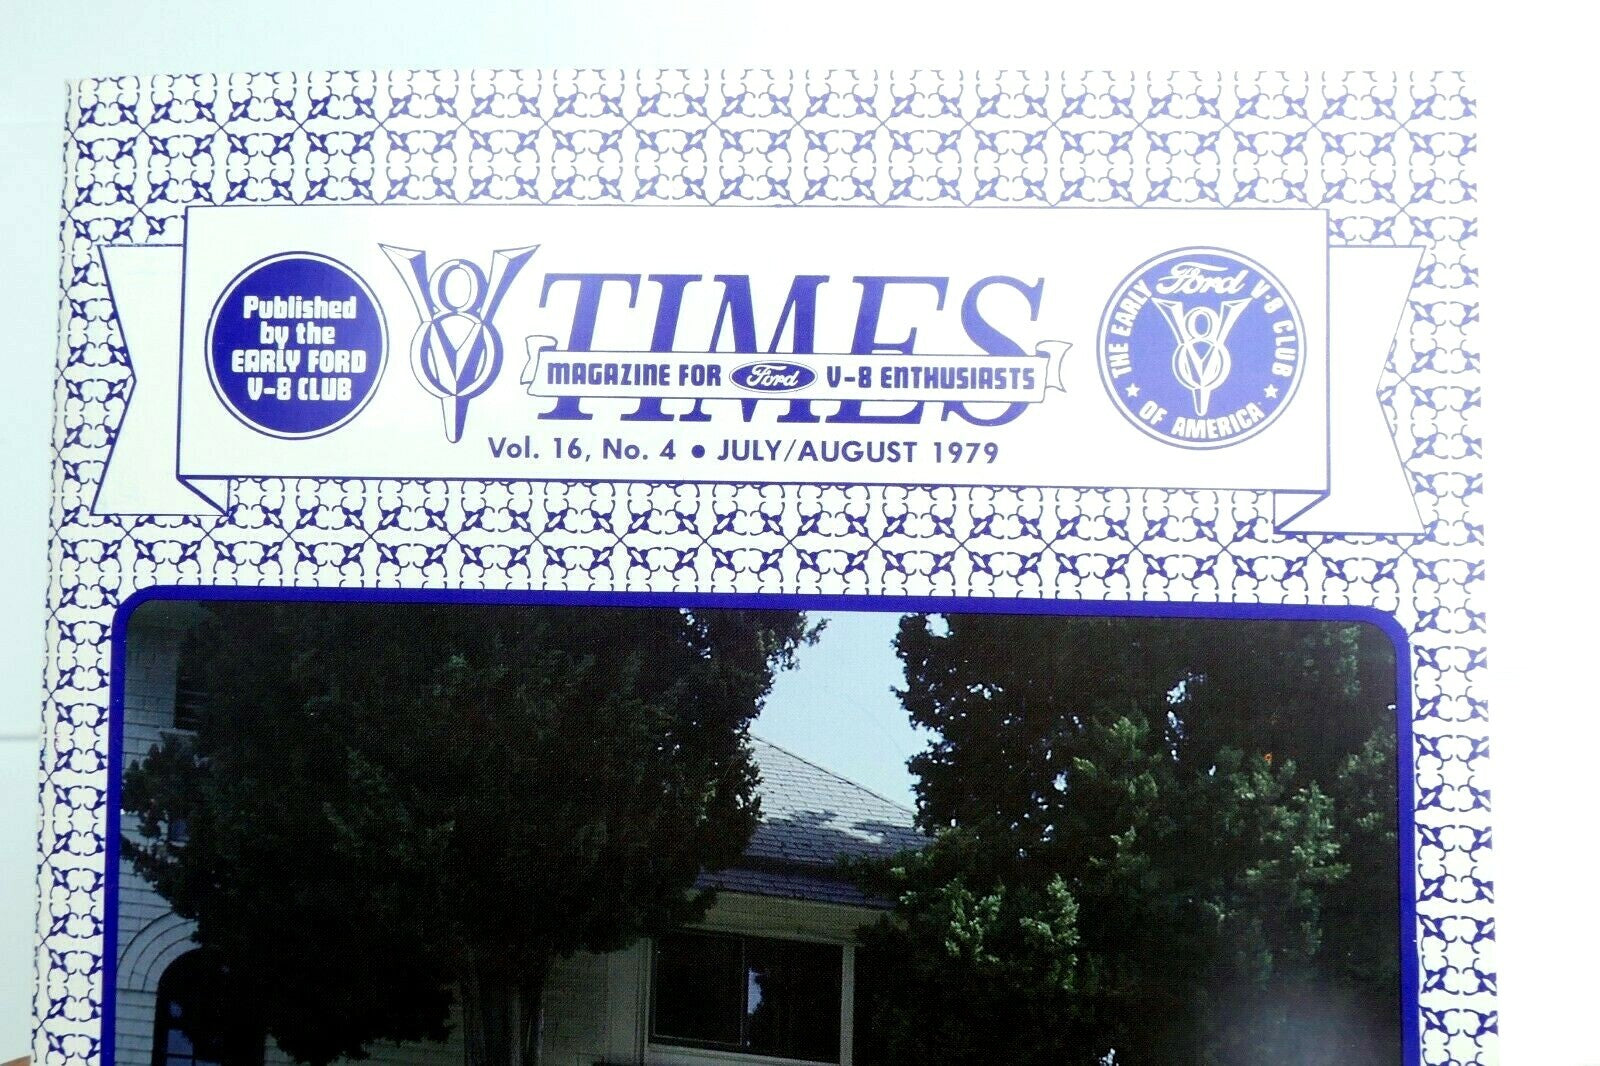 Published
by the
EARLY FORD
V-8 CLUB
V8 TIMES
MAGAZINE FOR Ford V-8 ENTHUSIASTS
Vol. 16, No. 4 • JULY/AUGUST 1979
THE EARLY Ford V-8 CLUB
★ OF AMERICA ★